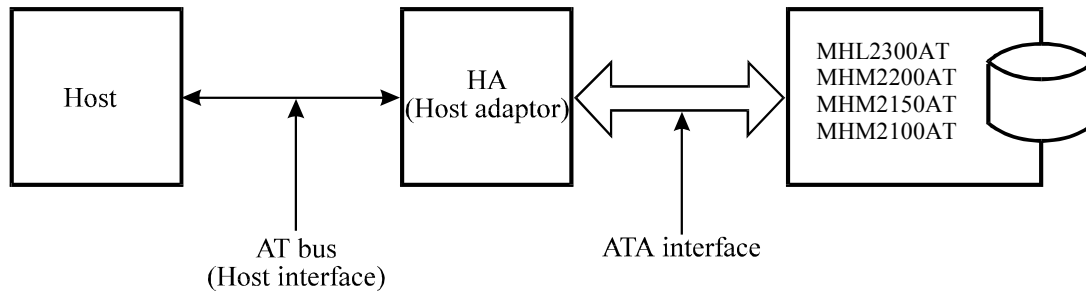 Host
HA
(Host adaptor)
MHL2300AT
MHM2200AT
MHM2150AT
MHM2100AT
AT bus
(Host interface)
ATA interface